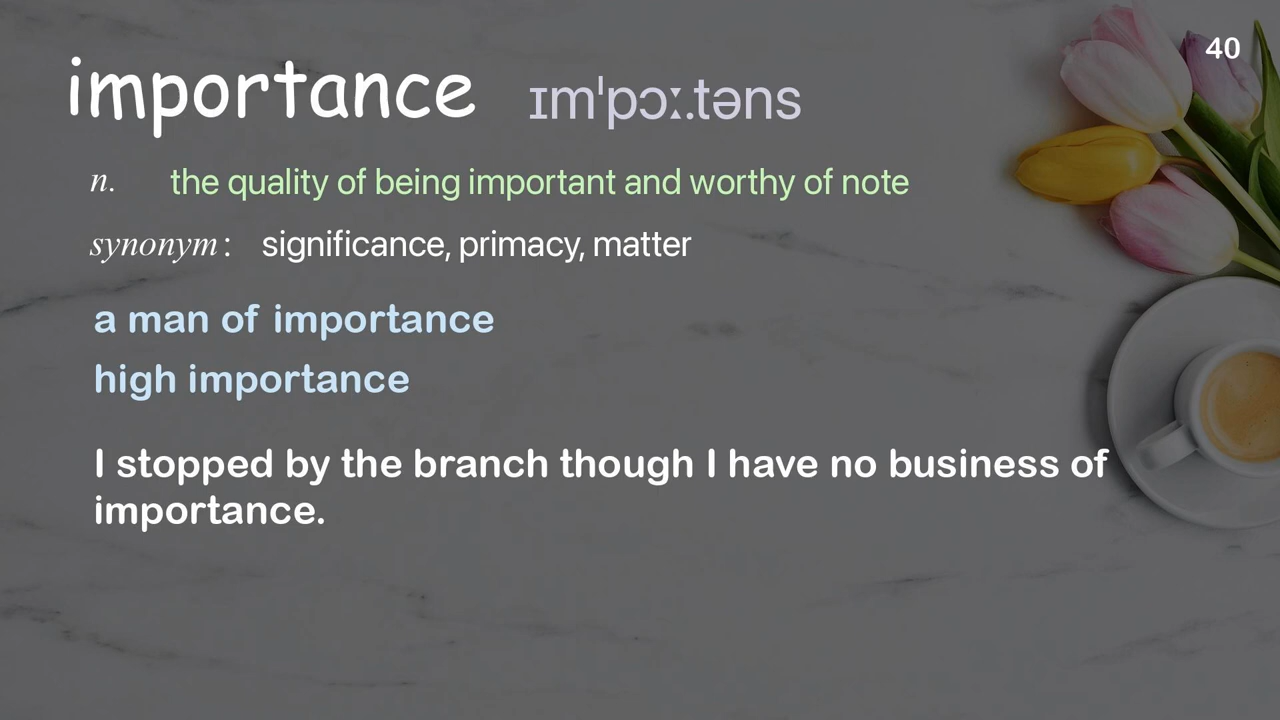 40
importance ɪmˈpɔː.təns
n. the quality of being important and worthy of note
synonym: significance, primacy, matter
a man of importance
high importance
I stopped by the branch though I have no business of
importance.